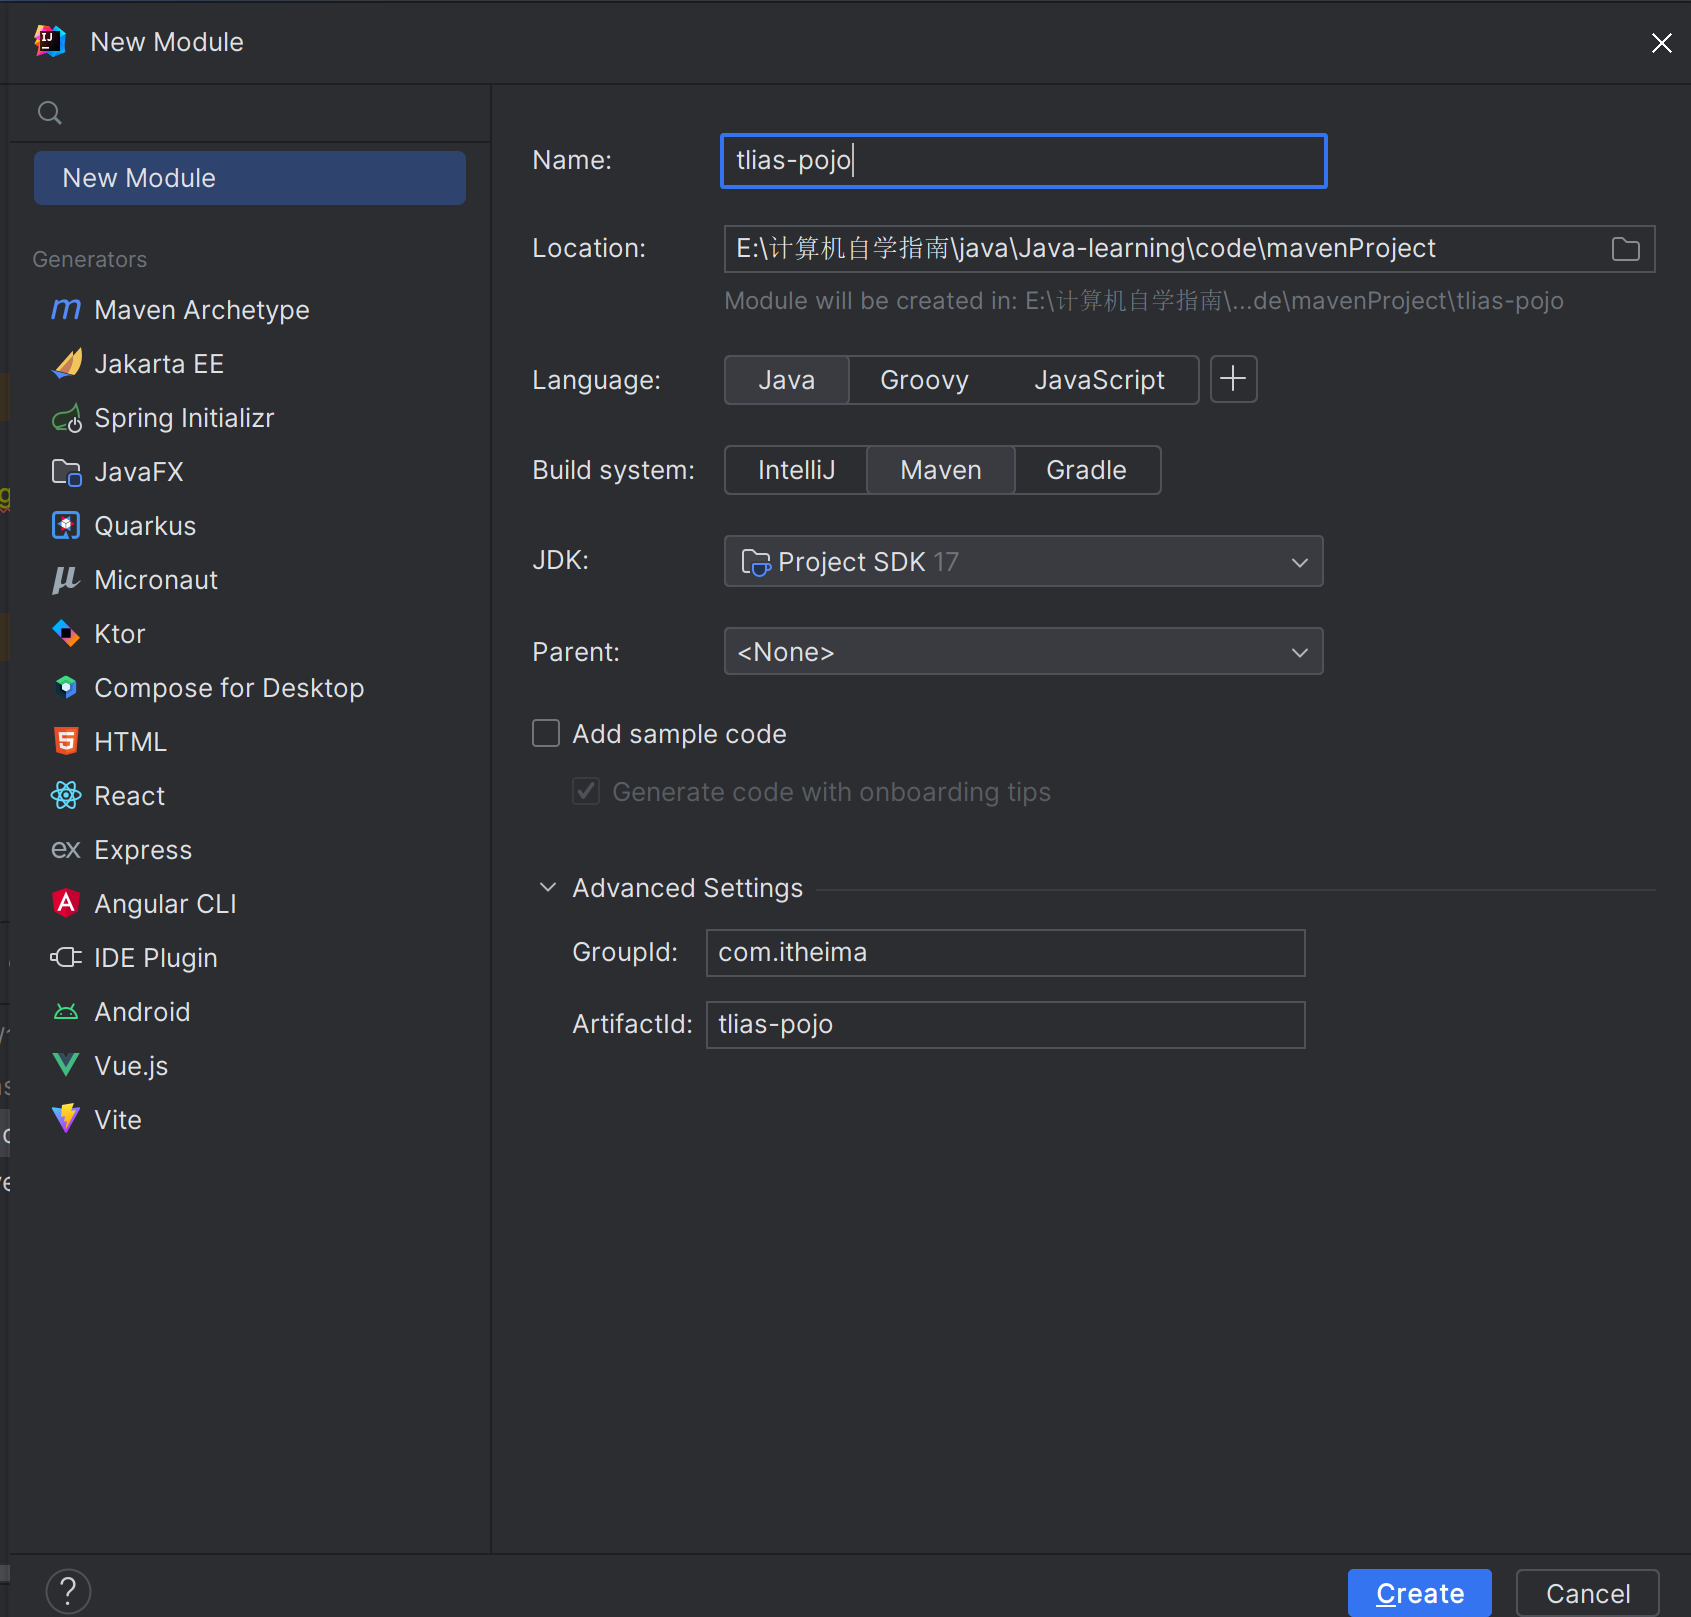 New Module
New Module
Generators
Maven Archetype
Jakarta EE
Spring Initializr
JavaFX
Quarkus
Micronaut
Ktor
Compose for Desktop
HTML
React
Express
Angular CLI
IDE Plugin
Android
Vue.js
Vite
Name: tlias-pojo
Location: E:\计算机自学指南\java\Java-learning\code\mavenProject
Module will be created in: E:\计算机自学指南\...de\mavenProject\tlias-pojo
Language: Java Groovy JavaScript
Build system: IntelliJ Maven Gradle
JDK: Project SDK 17
Parent: <None>
Add sample code
Generate code with onboarding tips
Advanced Settings
GroupId: com.itheima
ArtifactId: tlias-pojo
? Create Cancel